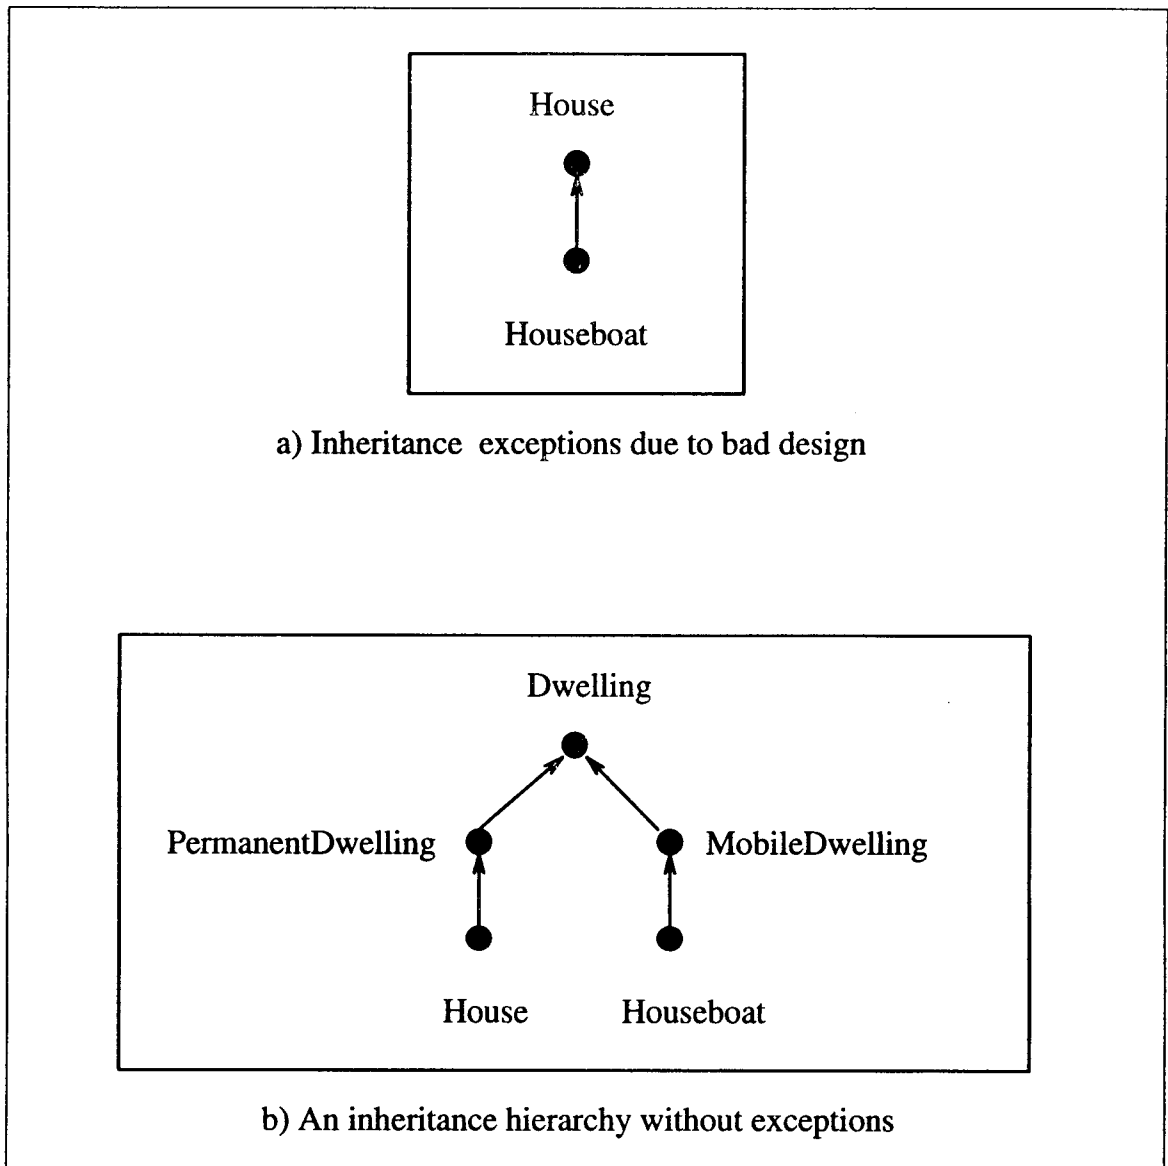 House
Houseboat
a) Inheritance exceptions due to bad design
Dwelling
PermanentDwelling
MobileDwelling
House
Houseboat
b) An inheritance hierarchy without exceptions